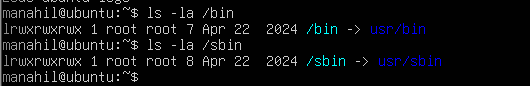 manahil@ubuntu:~$ ls -la /bin
lrwxrwxrwx 1 root root 7 Apr 22  2024 /bin -> usr/bin
manahil@ubuntu:~$ ls -la /sbin
lrwxrwxrwx 1 root root 8 Apr 22  2024 /sbin -> usr/sbin
manahil@ubuntu:~$